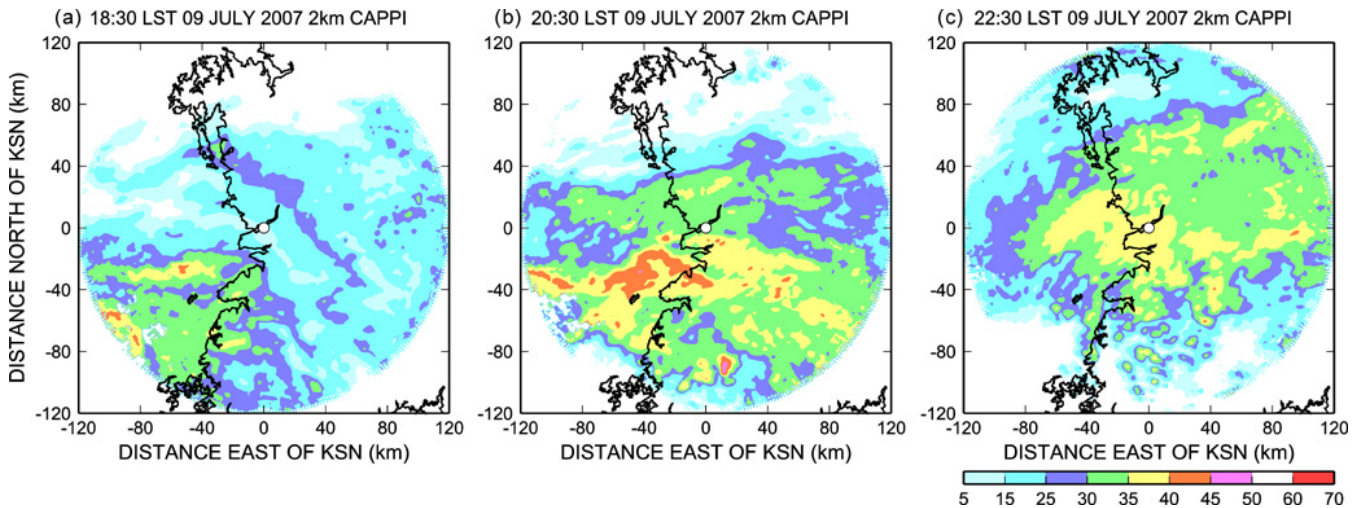 (a) 18:30 LST 09 JULY 2007 2km CAPPI
(b) 20:30 LST 09 JULY 2007 2km CAPPI
(c) 22:30 LST 09 JULY 2007 2km CAPPI
DISTANCE NORTH OF KSN (km)
120
80
40
0
-40
-80
-120
-120 -80 -40 0 40 80 120
DISTANCE EAST OF KSN (km)
120
80
40
0
-40
-80
-120
-120 -80 -40 0 40 80 120
DISTANCE EAST OF KSN (km)
120
80
40
0
-40
-80
-120
-120 -80 -40 0 40 80 120
DISTANCE EAST OF KSN (km)
5 15 25 30 35 40 45 50 60 70